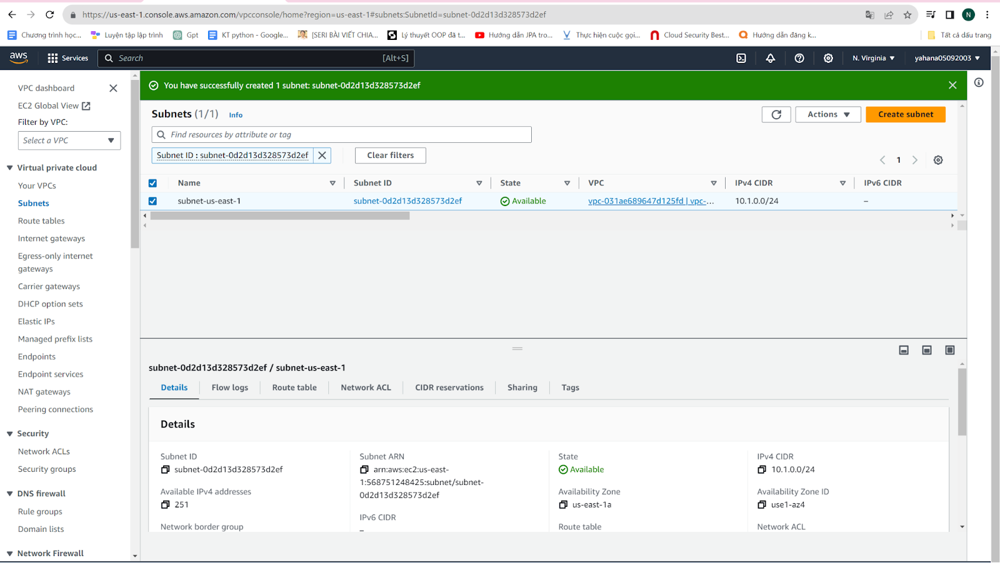 https://us-east-1.console.aws.amazon.com/vpcconsole/home?region=us-east-1#subnets:SubnetId=subnet-0d2d13d328573d2ef
N
Chương trình học...
Luyện tập lập trình
Gpt
KT python - Google...
[SERI BÀI VIẾT CHIA...
Lý thuyết OOP đã t...
Hướng dẫn JPA tro...
Thực hiện cuộc gọi...
Cloud Security Best...
Hướng dẫn đăng k...
Tất cả dấu trang
aws
Services
Search
[Alt+S]
N. Virginia
yahana05092003
VPC dashboard
EC2 Global View
Filter by VPC:
Select a VPC
Virtual private cloud
Your VPCs
Subnets
Route tables
Internet gateways
Egress-only internet
gateways
Carrier gateways
DHCP option sets
Elastic IPs
Managed prefix lists
Endpoints
Endpoint services
NAT gateways
Peering connections
Security
Network ACLs
Security groups
DNS firewall
Rule groups
Domain lists
Network Firewall
You have successfully created 1 subnet: subnet-0d2d13d328573d2ef
Subnets (1/1) Info
Actions
Create subnet
Find resources by attribute or tag
Subnet ID : subnet-0d2d13d328573d2ef
Clear filters
1
Name
Subnet ID
State
VPC
IPv4 CIDR
IPv6 CIDR
subnet-us-east-1
subnet-0d2d13d328573d2ef
Available
vpc-031ae689647d125fd | vpc-...
10.1.0.0/24
–
subnet-0d2d13d328573d2ef / subnet-us-east-1
Details
Flow logs
Route table
Network ACL
CIDR reservations
Sharing
Tags
Details
Subnet ID
subnet-0d2d13d328573d2ef
Available IPv4 addresses
251
Network border group
Subnet ARN
arn:aws:ec2:us-east-
1:568751248425:subnet/subnet-
0d2d13d328573d2ef
IPv6 CIDR
–
State
Available
Availability Zone
us-east-1a
Route table
IPv4 CIDR
10.1.0.0/24
Availability Zone ID
use1-az4
Network ACL